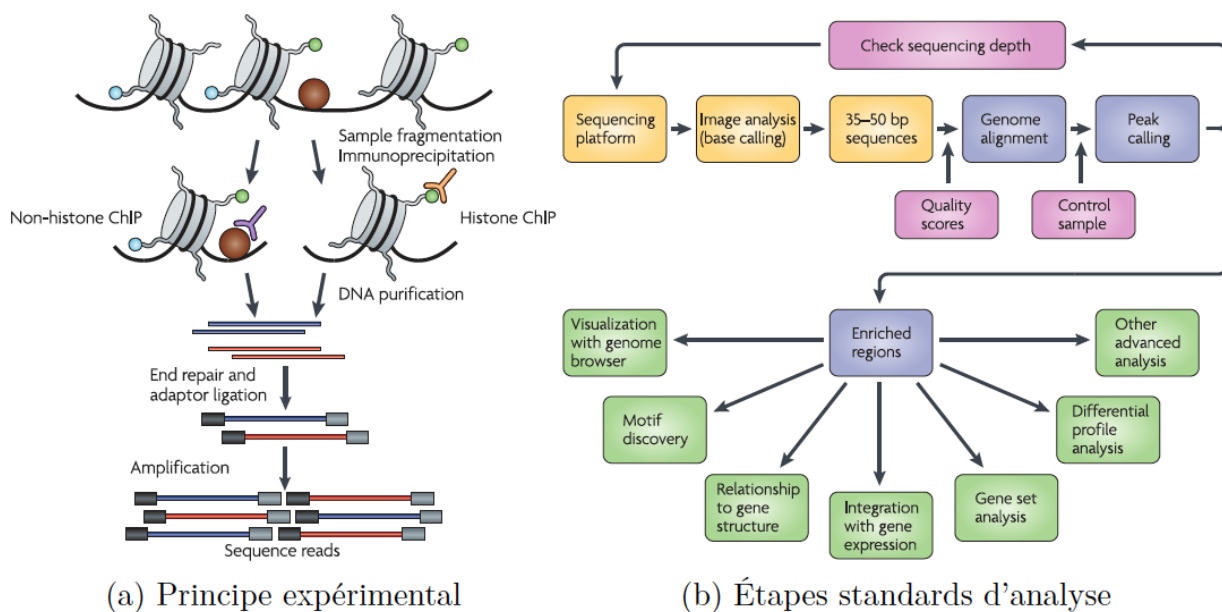 Sample fragmentation
Immunoprecipitation
Non-histone ChIP
Histone ChIP
DNA purification
End repair and
adaptor ligation
Amplification
Sequence reads
(a) Principe expérimental
Check sequencing depth
Sequencing
platform
Image analysis
(base calling)
35–50 bp
sequences
Genome
alignment
Peak
calling
Quality
scores
Control
sample
Visualization
with genome
browser
Enriched
regions
Other
advanced
analysis
Motif
discovery
Differential
profile
analysis
Relationship
to gene
structure
Integration
with gene
expression
Gene set
analysis
(b) Étapes standards d'analyse